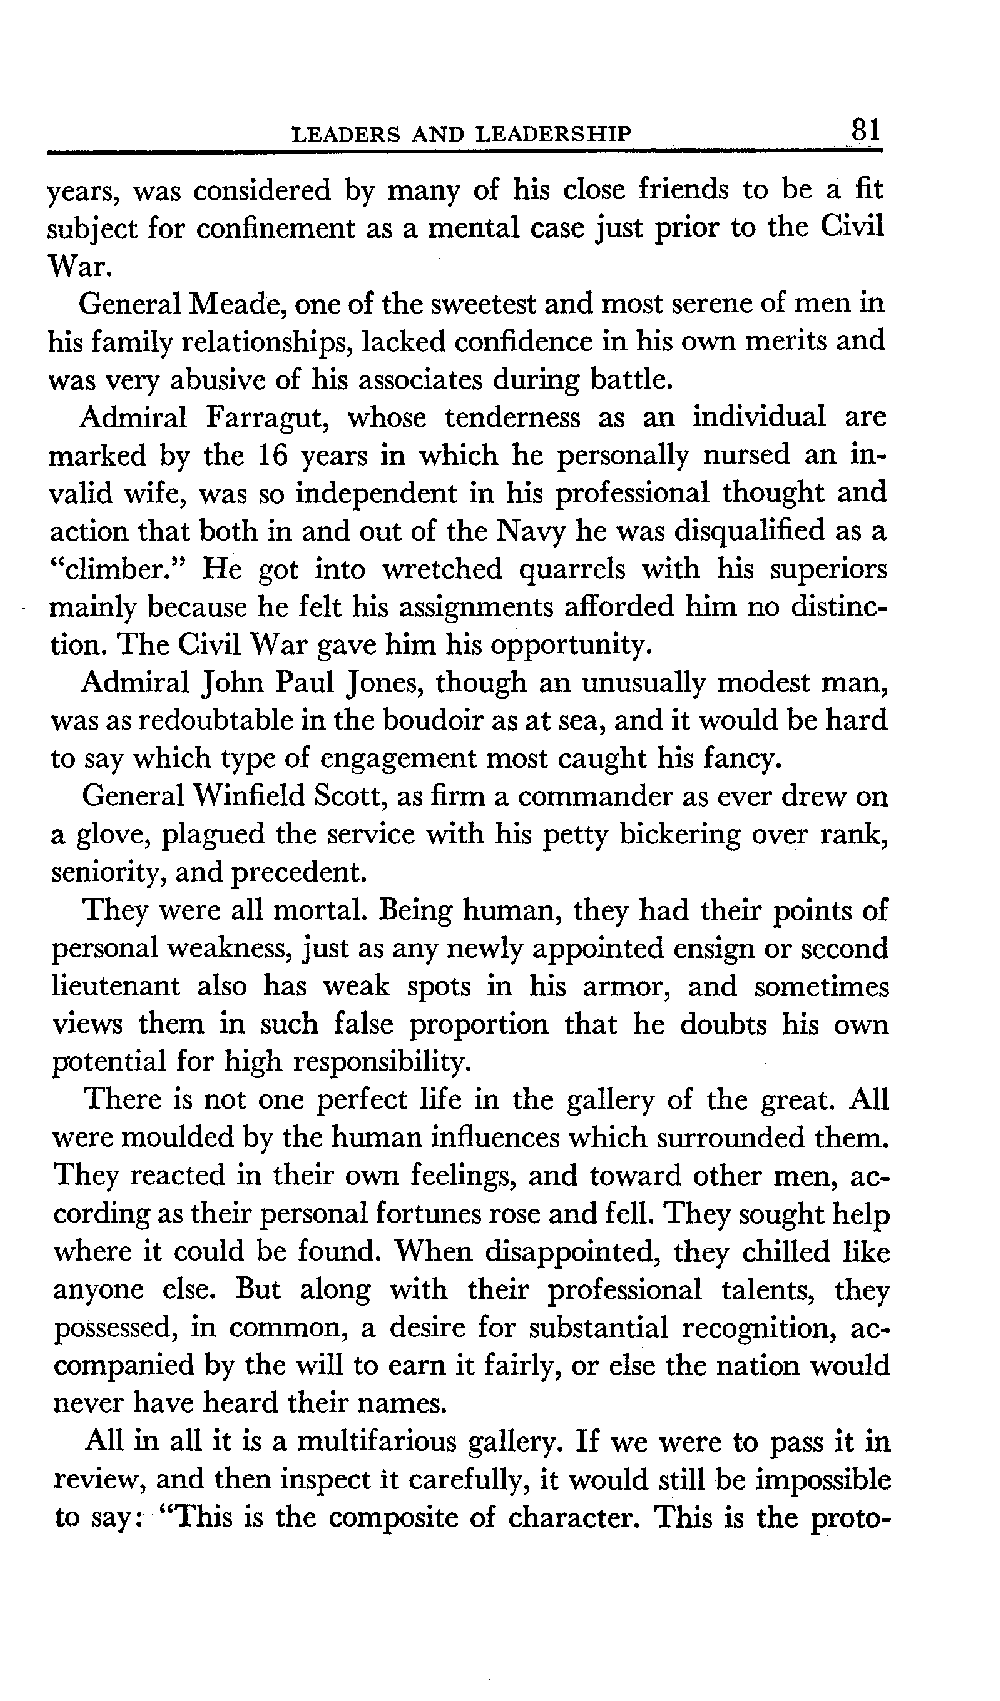 LEADERS AND LEADERSHIP 81
years, was considered by many of his close friends to be a fit
subject for confinement as a mental case just prior to the Civil
War.
General Meade, one of the sweetest and most serene of men in
his family relationships, lacked confidence in his own merits and
was very abusive of his associates during battle.
Admiral Farragut, whose tenderness as an individual are
marked by the 16 years in which he personally nursed an in-
valid wife, was so independent in his professional thought and
action that both in and out of the Navy he was disqualified as a
“climber.” He got into wretched quarrels with his superiors
mainly because he felt his assignments afforded him no distinc-
tion. The Civil War gave him his opportunity.
Admiral John Paul Jones, though an unusually modest man,
was as redoubtable in the boudoir as at sea, and it would be hard
to say which type of engagement most caught his fancy.
General Winfield Scott, as firm a commander as ever drew on
a glove, plagued the service with his petty bickering over rank,
seniority, and precedent.
They were all mortal. Being human, they had their points of
personal weakness, just as any newly appointed ensign or second
lieutenant also has weak spots in his armor, and sometimes
views them in such false proportion that he doubts his own
potential for high responsibility.
There is not one perfect life in the gallery of the great. All
were moulded by the human influences which surrounded them.
They reacted in their own feelings, and toward other men, ac-
cording as their personal fortunes rose and fell. They sought help
where it could be found. When disappointed, they chilled like
anyone else. But along with their professional talents, they
possessed, in common, a desire for substantial recognition, ac-
companied by the will to earn it fairly, or else the nation would
never have heard their names.
All in all it is a multifarious gallery. If we were to pass it in
review, and then inspect it carefully, it would still be impossible
to say: “This is the composite of character. This is the proto-